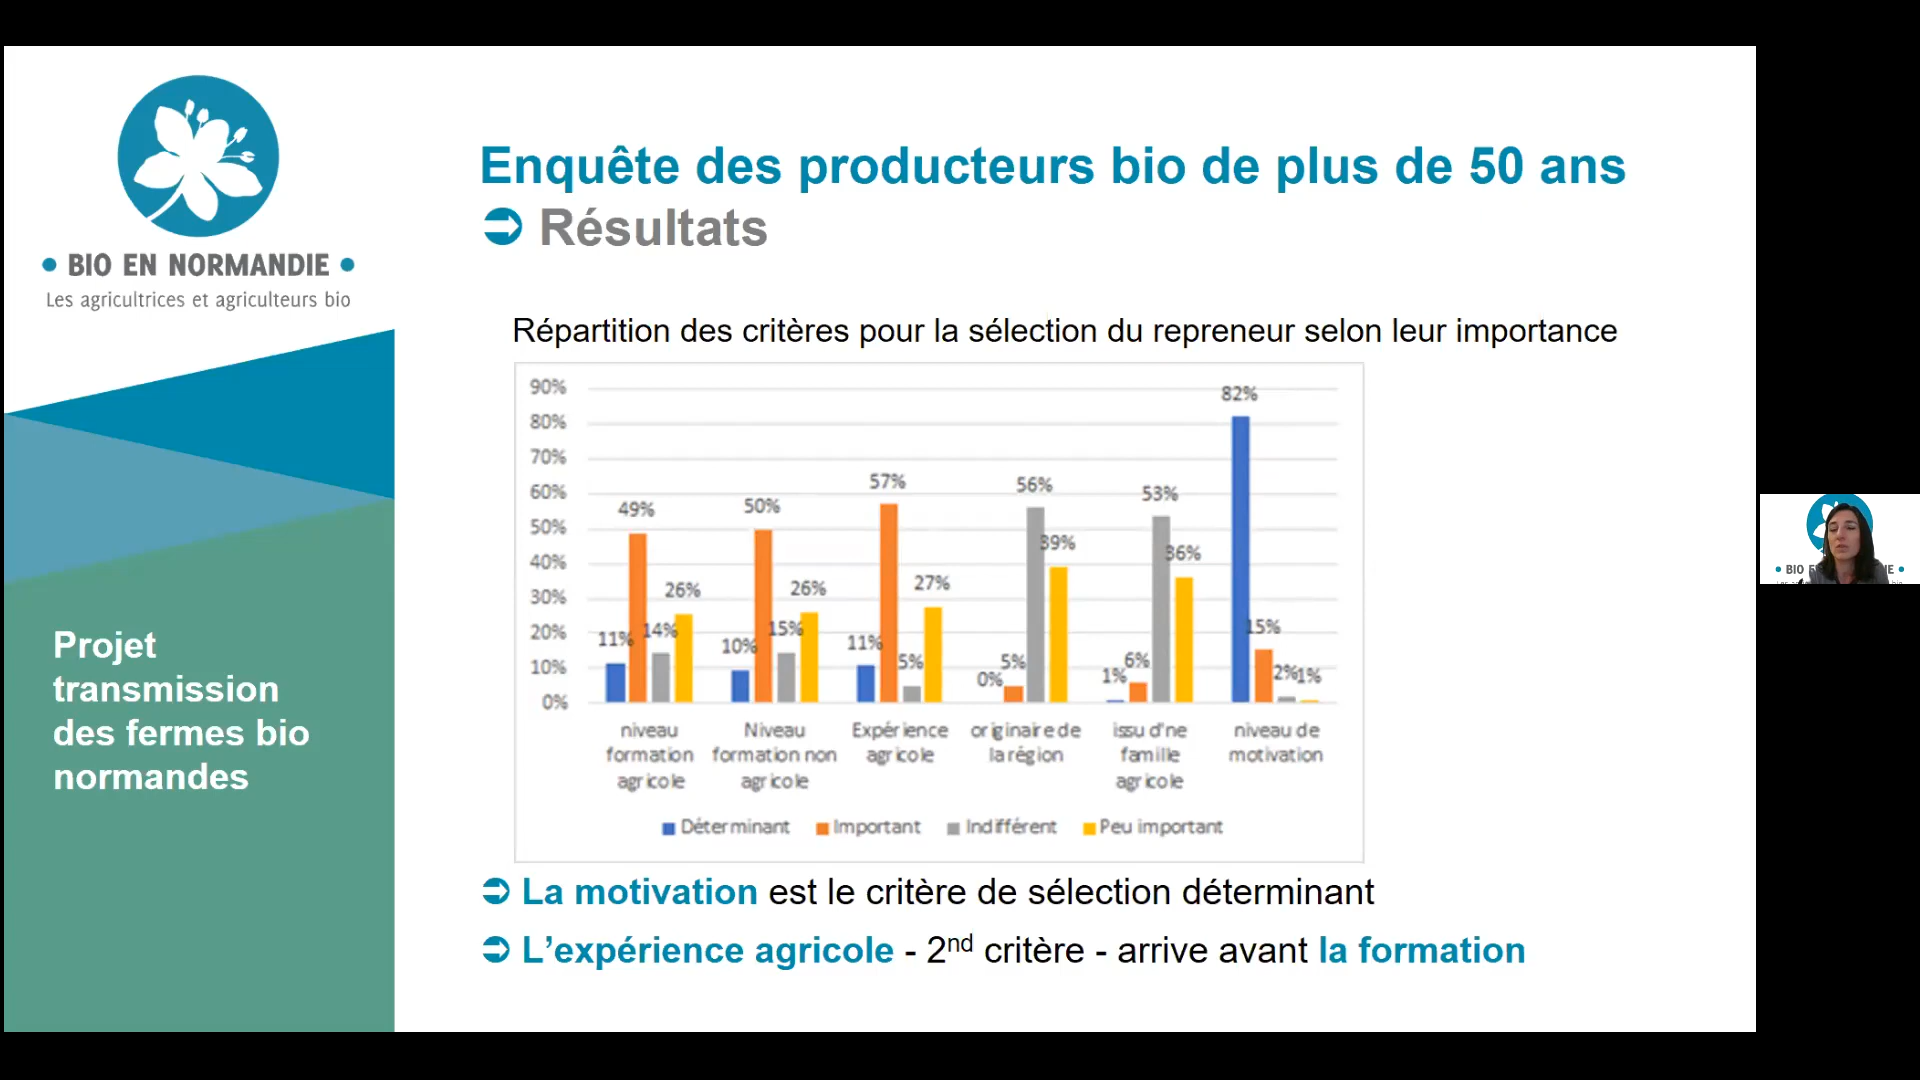 BIO EN NORMANDIE
Les agricultrices et agriculteurs bio
Projet
transmission
des fermes bio
normandes
Enquête des producteurs bio de plus de 50 ans
Résultats
Répartition des critères pour la sélection du repreneur selon leur importance
90%
80%
70%
60%
50%
40%
30%
20%
10%
0%
11% 49% 14% 26%
10% 50% 15% 26%
11% 57% 5% 27%
0% 5% 56% 39%
1% 6% 53% 36%
82% 15% 2% 1%
niveau
formation
agricole
Niveau
formation non
agricole
Expérience
agricole
originaire de
la région
issu d'ne
famille
agricole
niveau de
motivation
Déterminant Important Indifférent Peu important
La motivation est le critère de sélection déterminant
L’expérience agricole - 2nd critère - arrive avant la formation
BIO